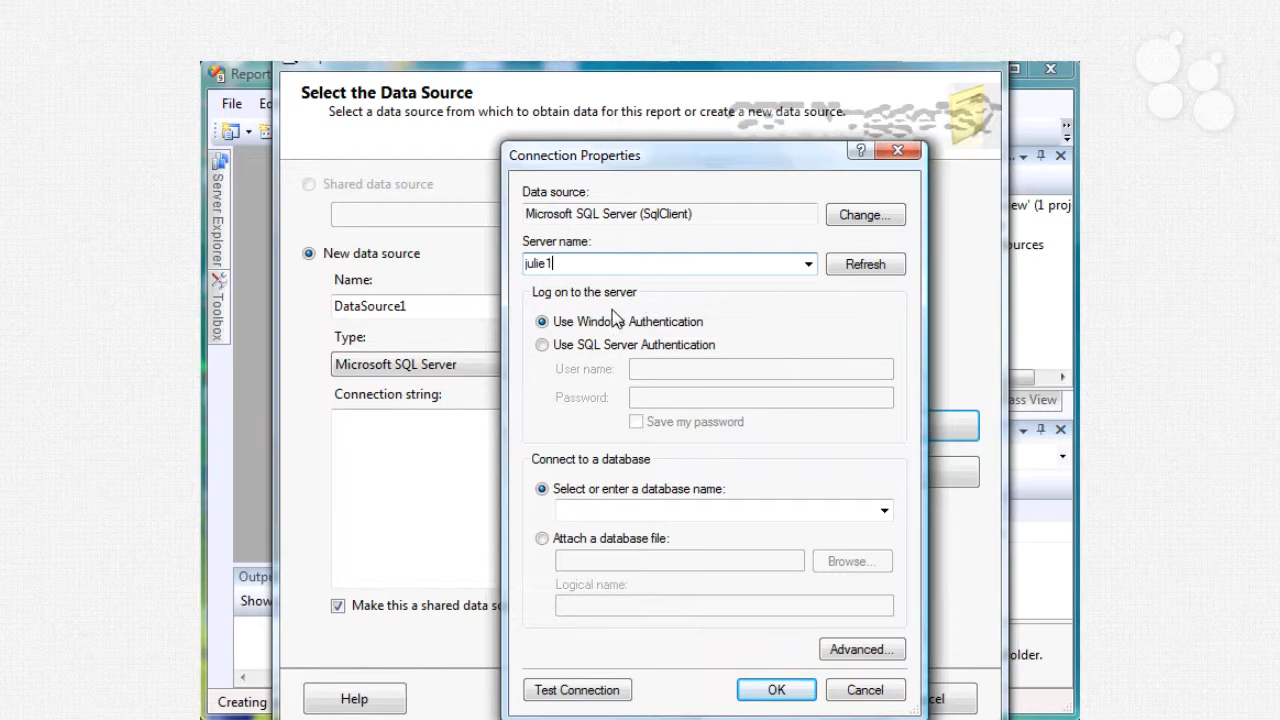 Report
File
Select the Data Source
Select a data source from which to obtain data for this report or create a new data source.
Server Explorer
Toolbox
Shared data source
New data source
Name:
DataSource1
Type:
Microsoft SQL Server
Connection string:
Make this a shared data so
Help
Connection Properties
Data source:
Microsoft SQL Server (SqlClient)
Change...
Server name:
julie1
Refresh
Log on to the server
Use Windows Authentication
Use SQL Server Authentication
User name:
Password:
Save my password
Connect to a database
Select or enter a database name:
Attach a database file:
Browse...
Logical name:
Advanced...
Test Connection
OK
Cancel
ew' (1 proj
ources
ass View
older.
cel
Outpu
Show
Creating